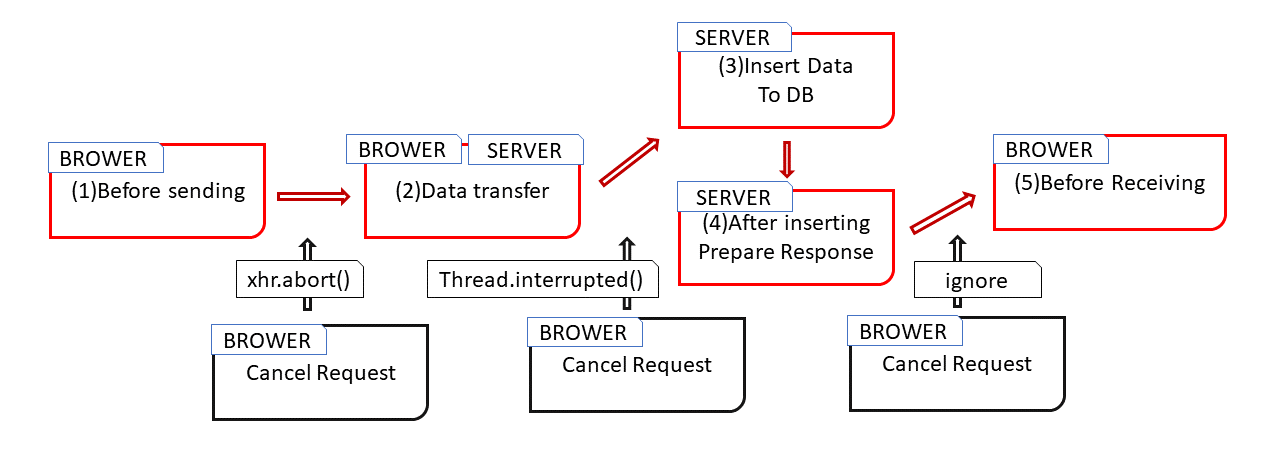 SERVER
(3)Insert Data
To DB
BROWER
(1)Before sending
BROWER
SERVER
(2)Data transfer
SERVER
(4)After inserting
Prepare Response
BROWER
(5)Before Receiving
xhr.abort()
Thread.interrupted()
ignore
BROWER
Cancel Request
BROWER
Cancel Request
BROWER
Cancel Request